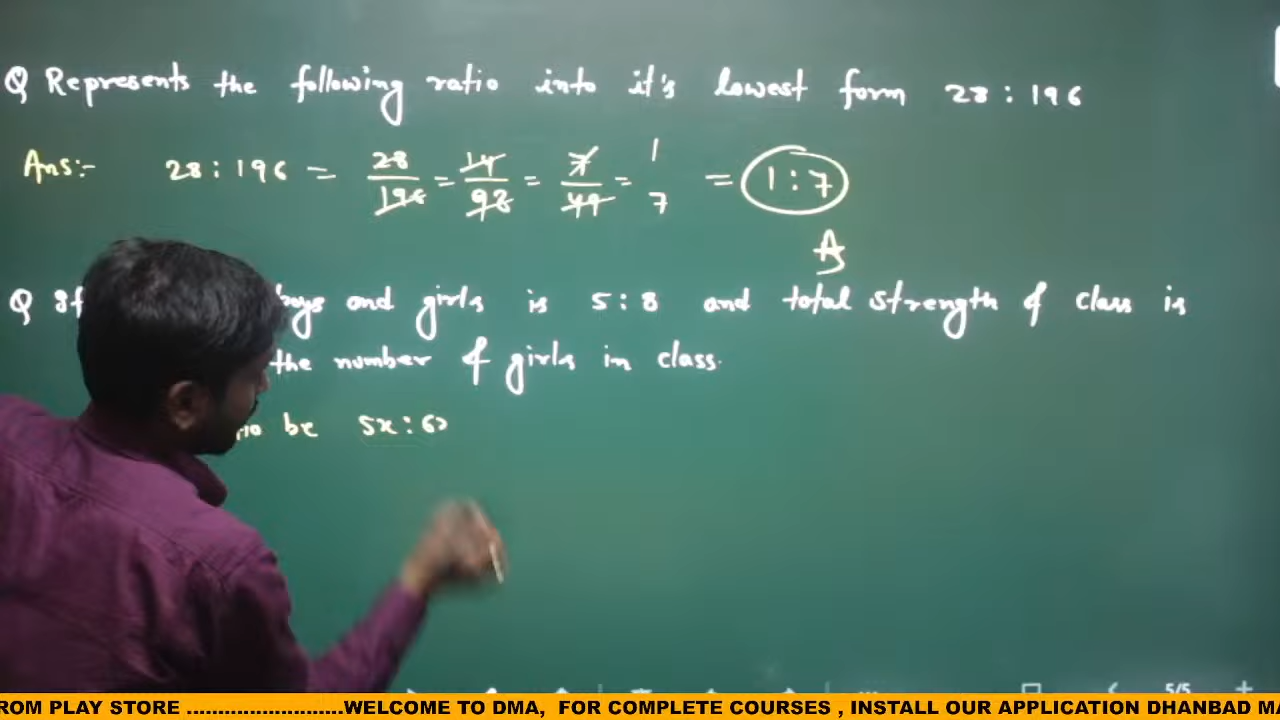 Q Represents the following ratio into it's lowest form 28 : 196
Ans:- 28 : 196 = 28/196 = 14/98 = 7/49 = 1/7 = 1 : 7
A
Q If boys and girls is 5 : 8 and total strength of class is
the number of girls in class.
be 5x : 
5/5
ROM PLAY STORE ..........................WELCOME TO DMA, FOR COMPLETE COURSES , INSTALL OUR APPLICATION DHANBAD MA